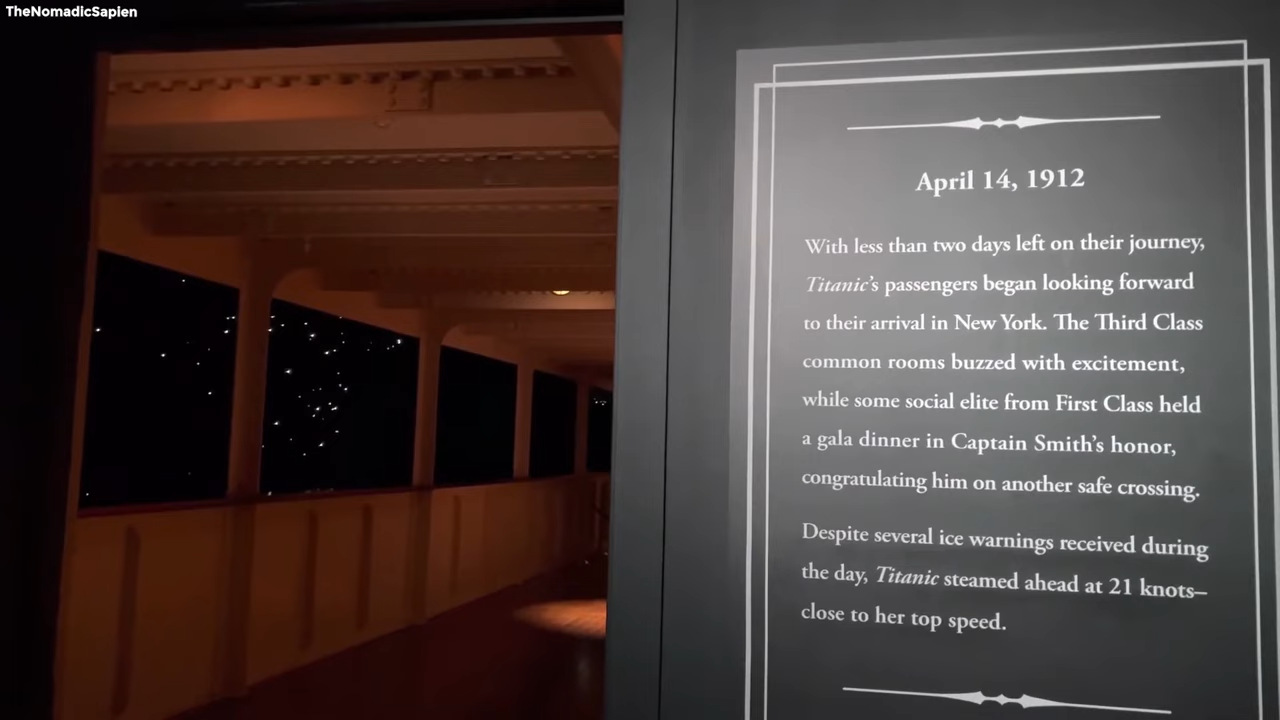 TheNomadicSapien
April 14, 1912
With less than two days left on their journey,
Titanic's passengers began looking forward
to their arrival in New York. The Third Class
common rooms buzzed with excitement,
while some social elite from First Class held
a gala dinner in Captain Smith's honor,
congratulating him on another safe crossing.
Despite several ice warnings received during
the day, Titanic steamed ahead at 21 knots–
close to her top speed.